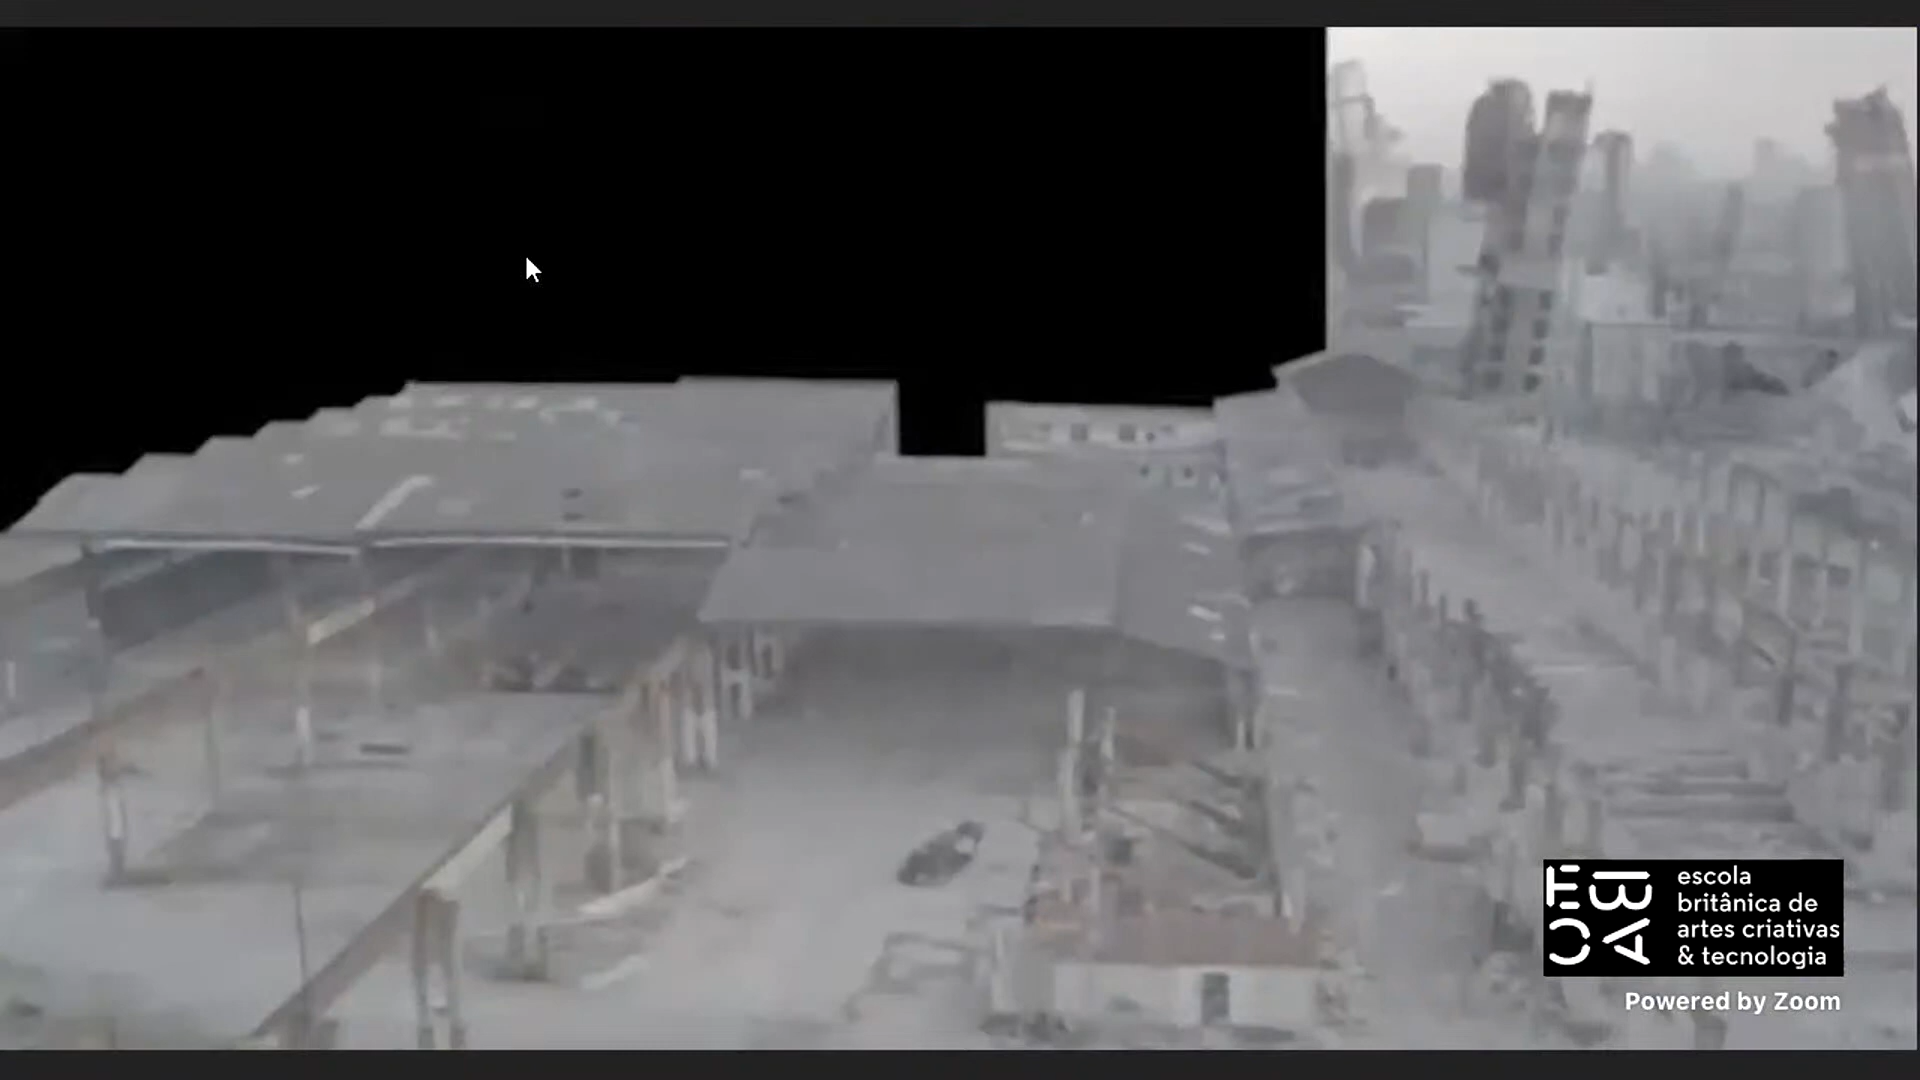 EBAC
escola
britânica de
artes criativas
& tecnologia
Powered by Zoom